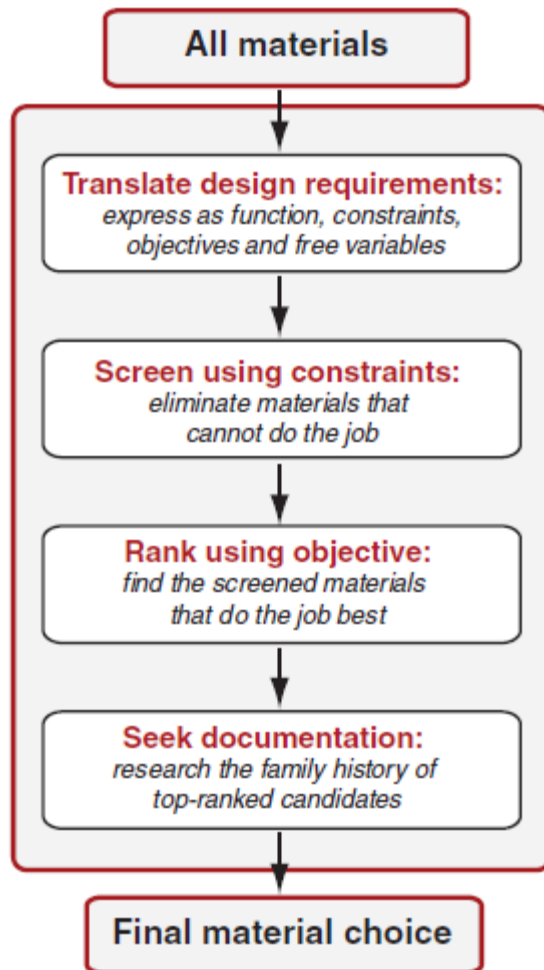 All materials
Translate design requirements:
express as function, constraints,
objectives and free variables
Screen using constraints:
eliminate materials that
cannot do the job
Rank using objective:
find the screened materials
that do the job best
Seek documentation:
research the family history of
top-ranked candidates
Final material choice